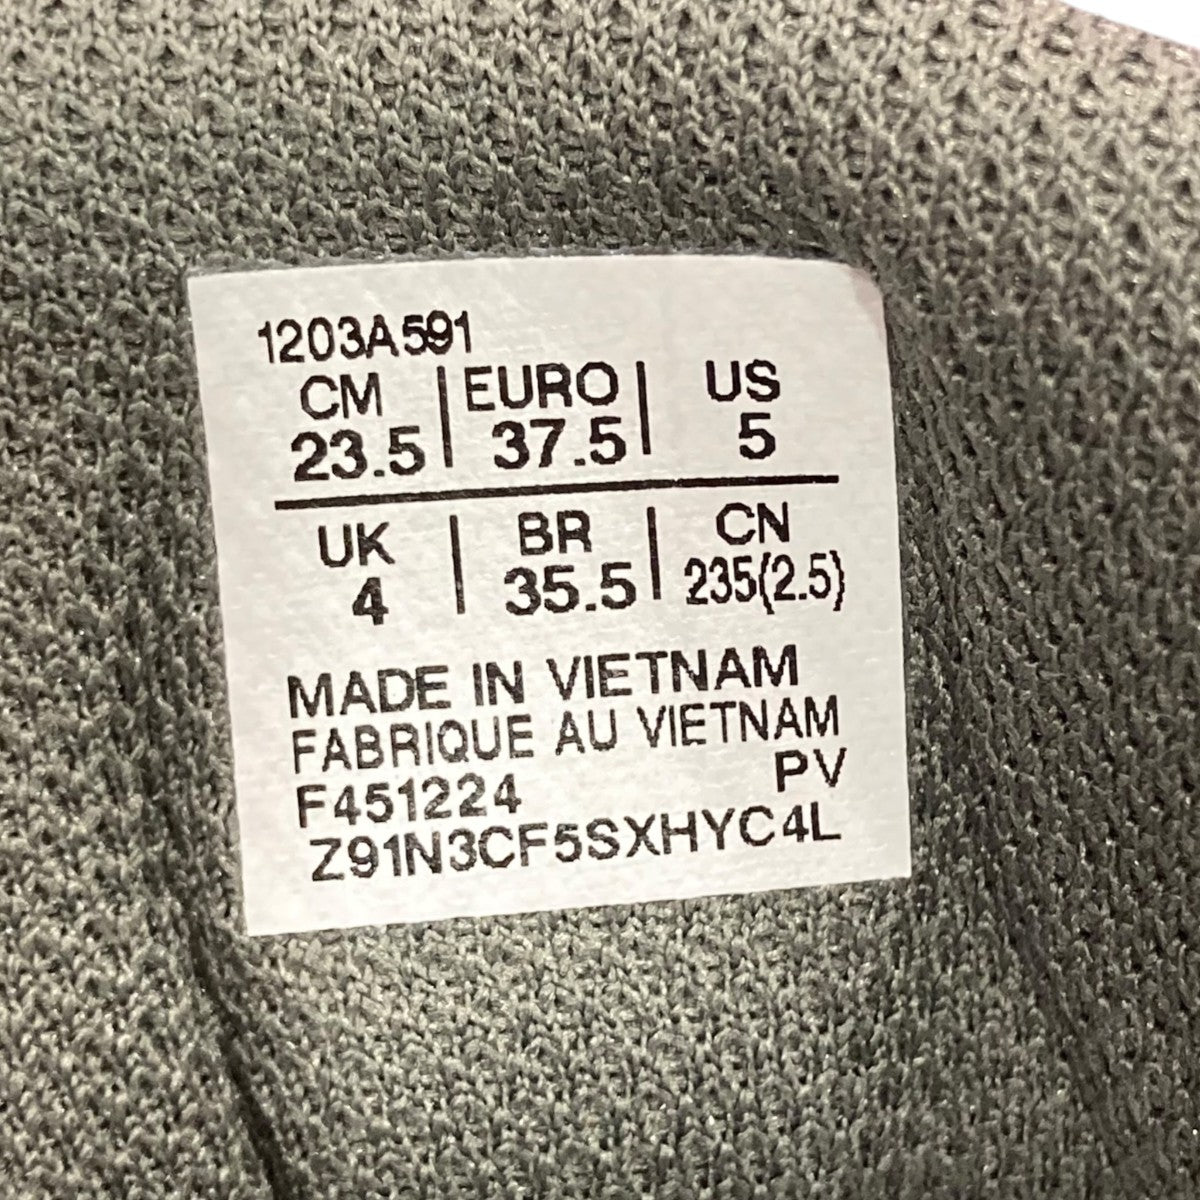 1203A591
CM | EURO | US
23.5 | 37.5 | 5
UK | BR | CN
4 | 35.5 | 235(2.5)
MADE IN VIETNAM
FABRIQUE AU VIETNAM
F451224 PV
Z91N3CF5SXHYC4L